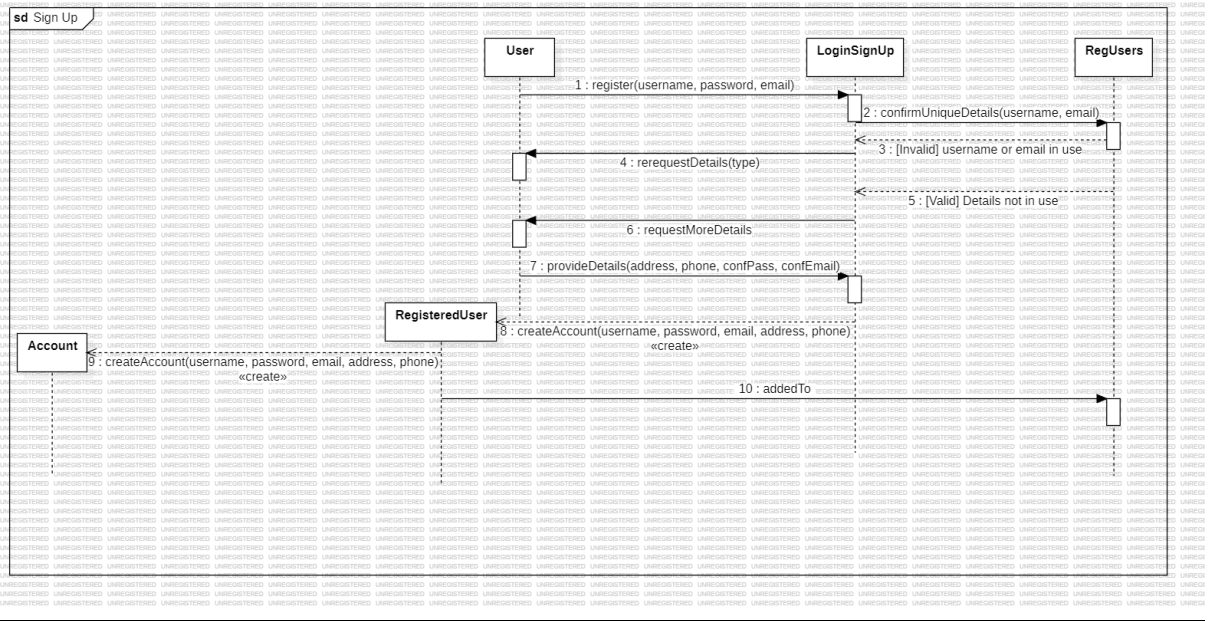 sd Sign Up
User
LoginSignUp
RegUsers
1 : register(username, password, email)
2 : confirmUniqueDetails(username, email)
3 : [Invalid] username or email in use
4 : rerequestDetails(type)
5 : [Valid] Details not in use
6 : requestMoreDetails
7 : provideDetails(address, phone, confPass, confEmail)
RegisteredUser
8 : createAccount(username, password, email, address, phone)
«create»
Account
9 : createAccount(username, password, email, address, phone)
«create»
10 : addedTo
UNREGISTERED